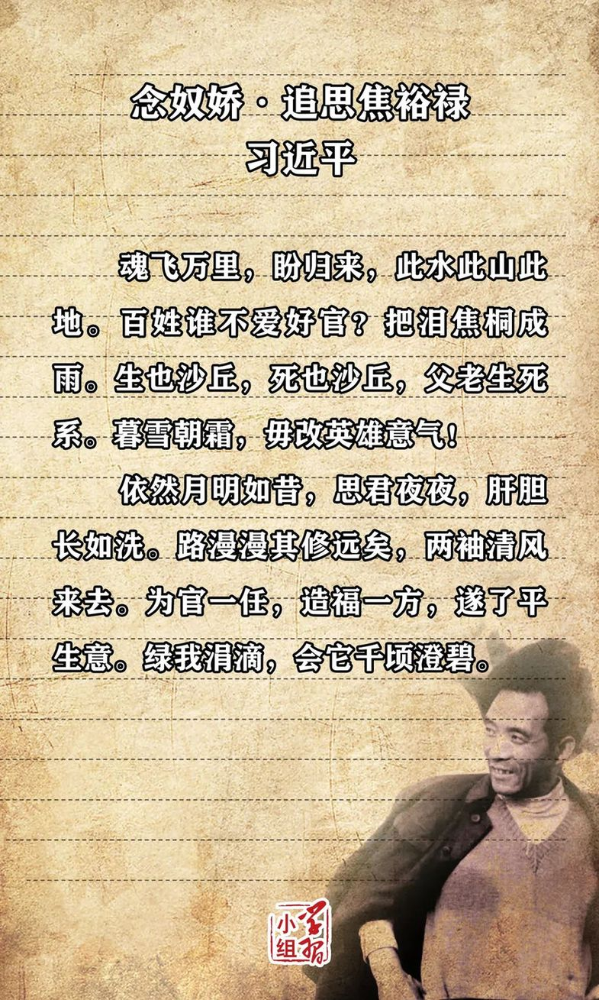 念奴娇·追思焦裕禄
习近平
魂飞万里，盼归来，此水此山此
地。百姓谁不爱好官？把泪焦桐成
雨。生也沙丘，死也沙丘，父老生死
系。暮雪朝霜，毋改英雄意气！
依然月明如昔，思君夜夜，肝胆
长如洗。路漫漫其修远矣，两袖清风
来去。为官一任，造福一方，遂了平
生意。绿我涓滴，会它千顷澄碧。
学习
小组